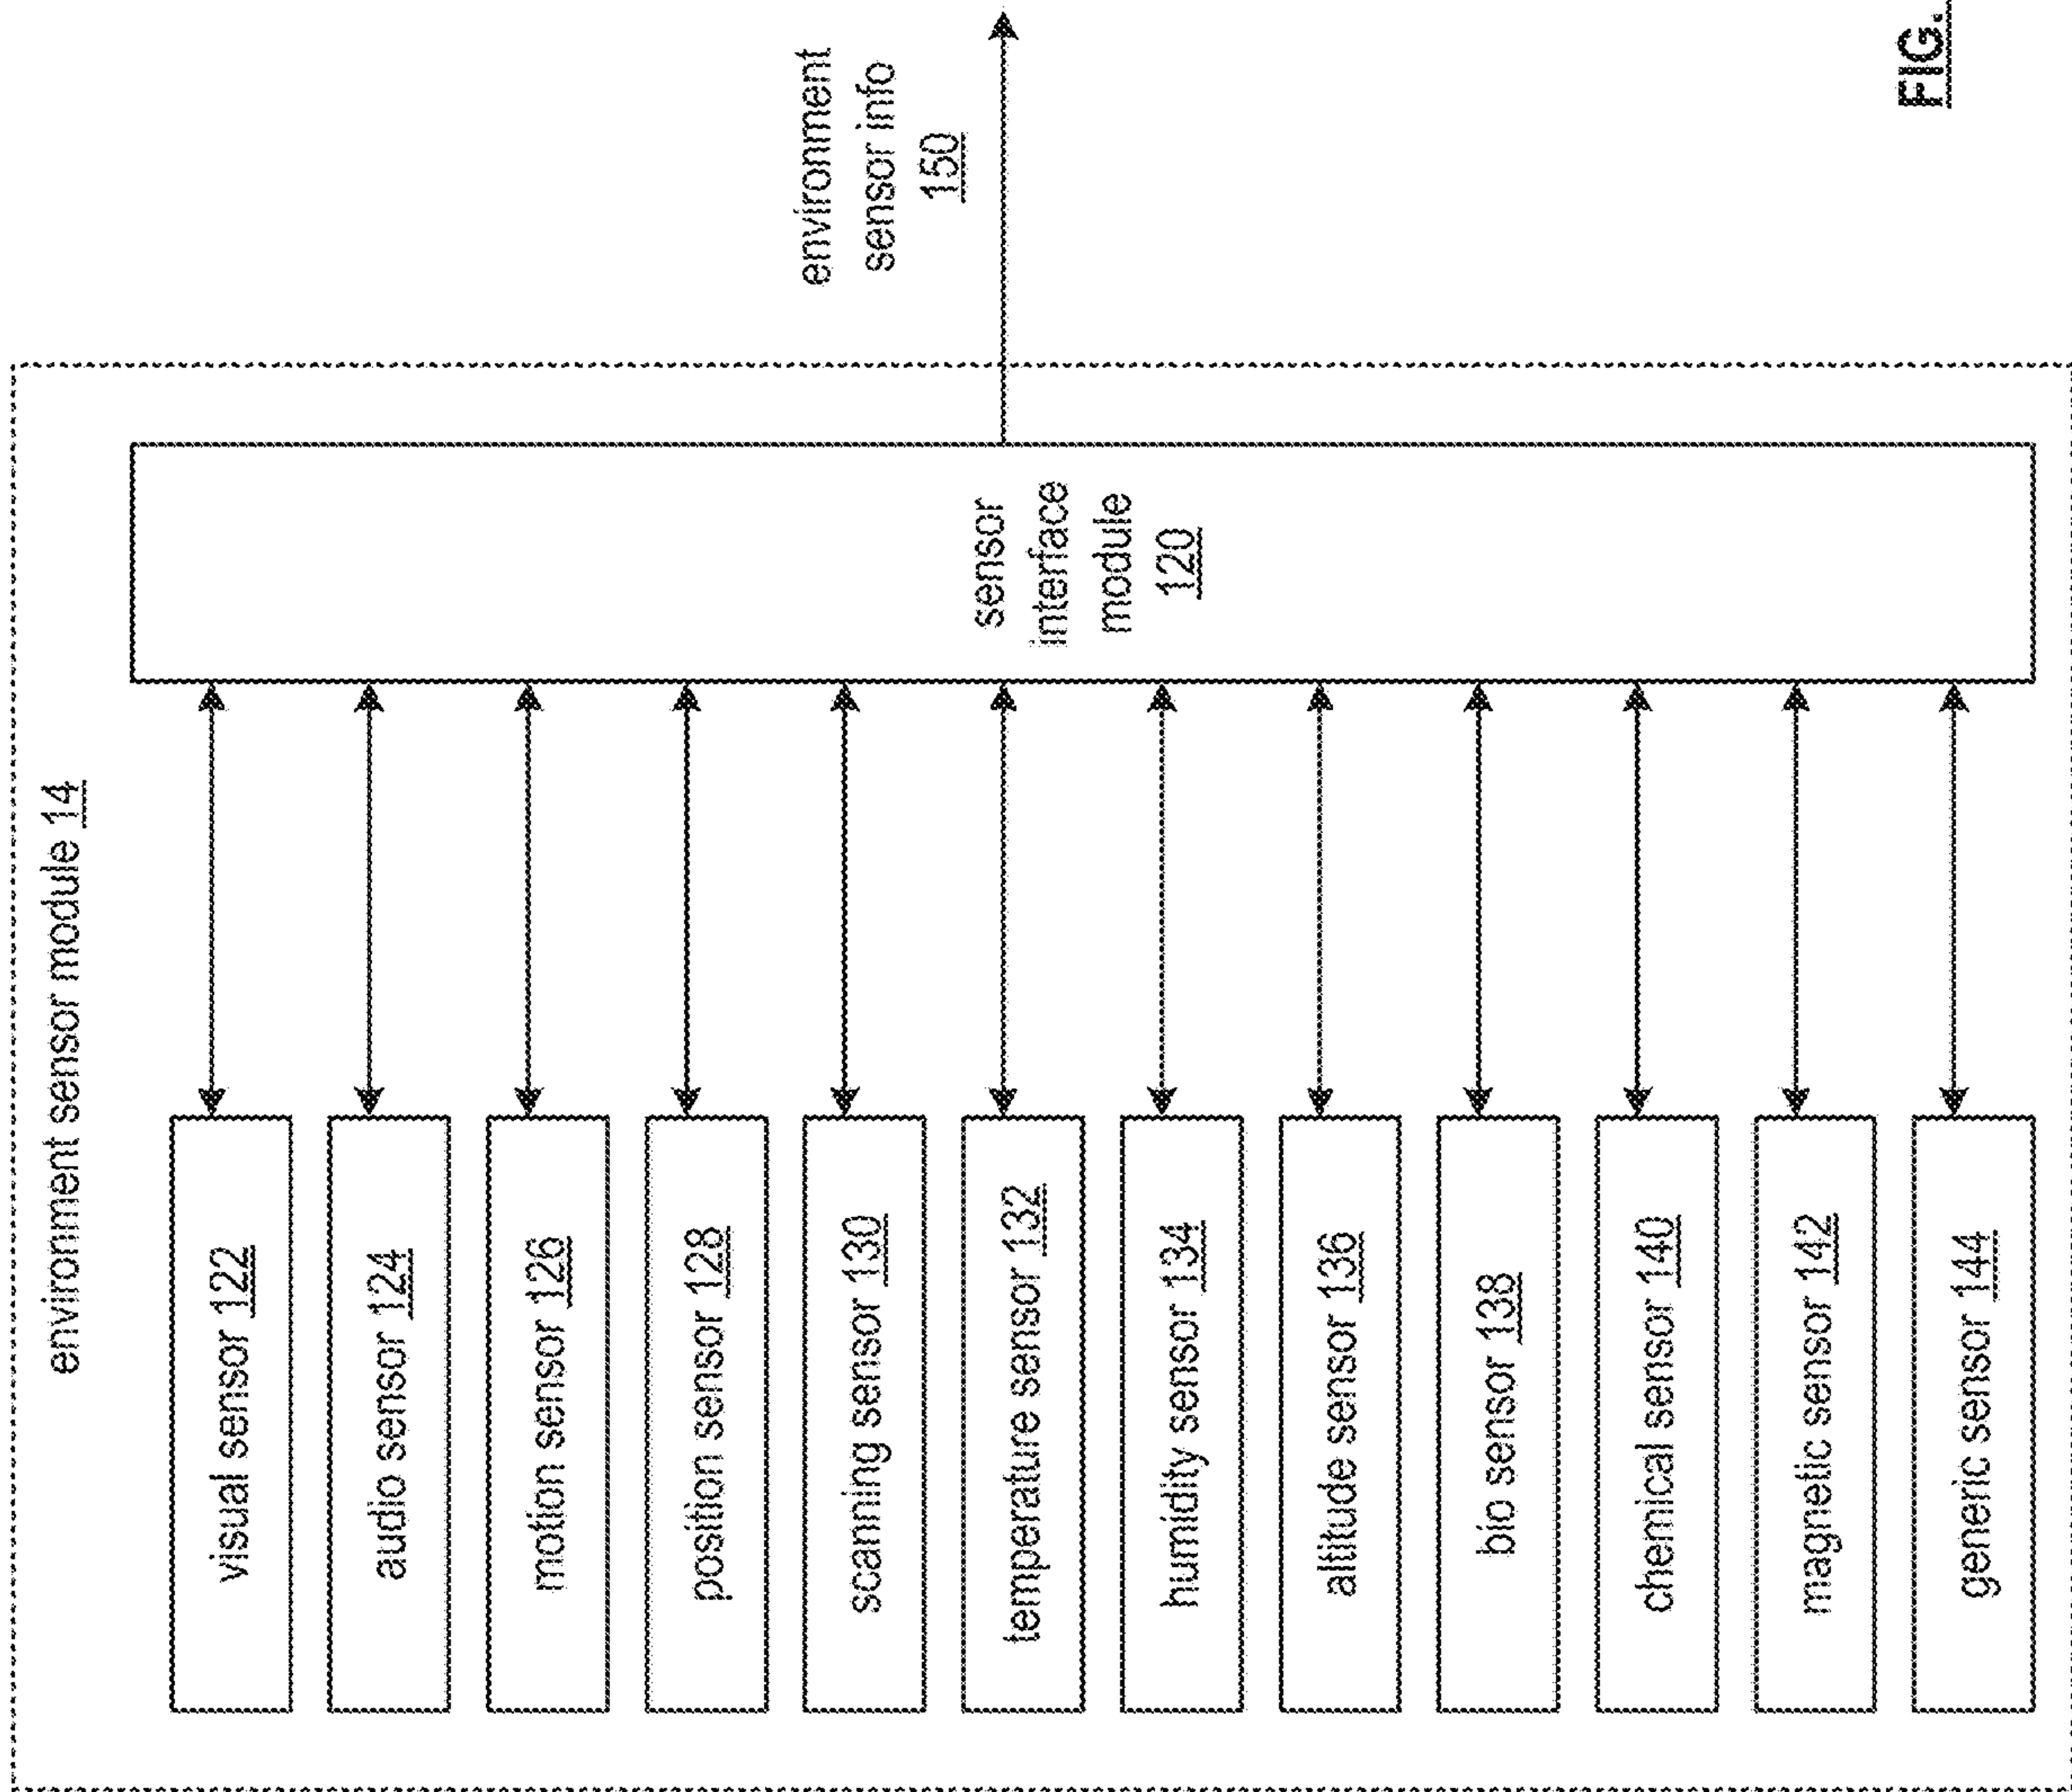 environment sensor module 14
visual sensor 122
audio sensor 124
motion sensor 126
position sensor 128
scanning sensor 130
temperature sensor 132
humidity sensor 134
altitude sensor 136
bio sensor 138
chemical sensor 140
magnetic sensor 142
generic sensor 144
sensor
interface
module
120
environment
sensor info
150
FIG.